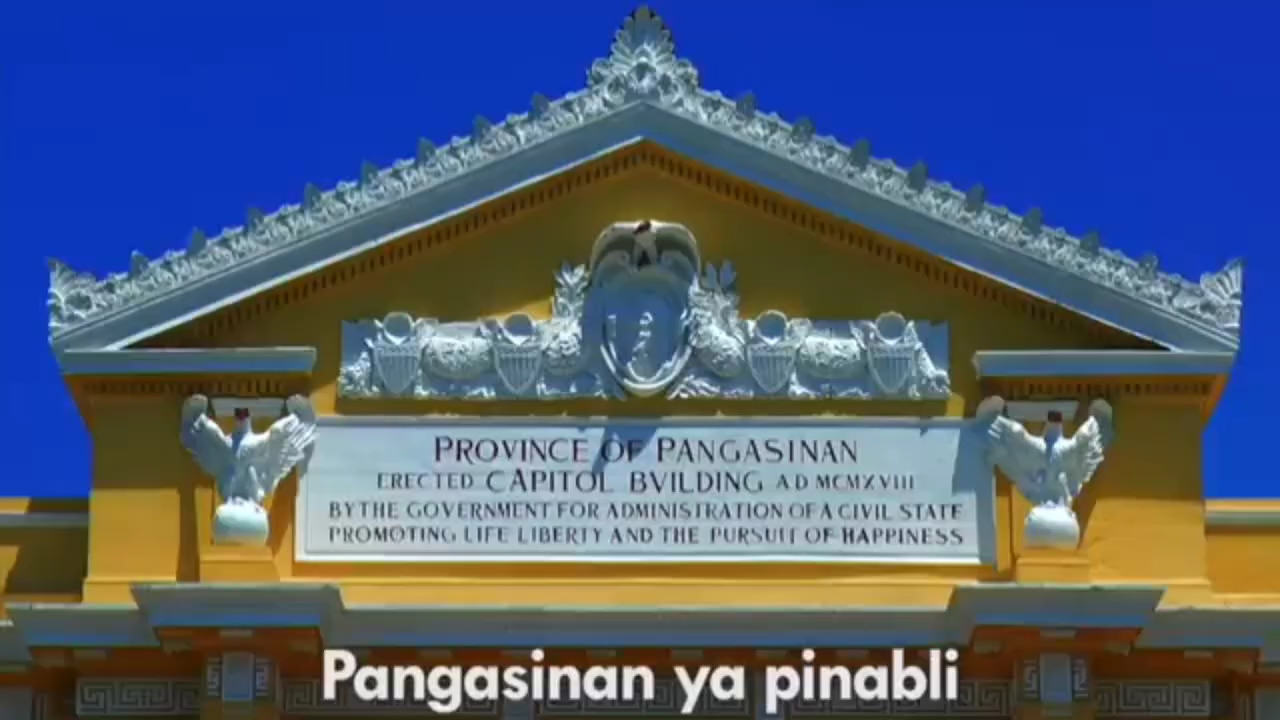 PROVINCE OF PANGASINAN
ERECTED CAPITOL BVILDING A D MCMXVIII
BY THE GOVERNMENT FOR ADMINISTRATION OF A CIVIL STATE
PROMOTING LIFE LIBERTY AND THE PURSUIT OF HAPPINESS
Pangasinan ya pinabli